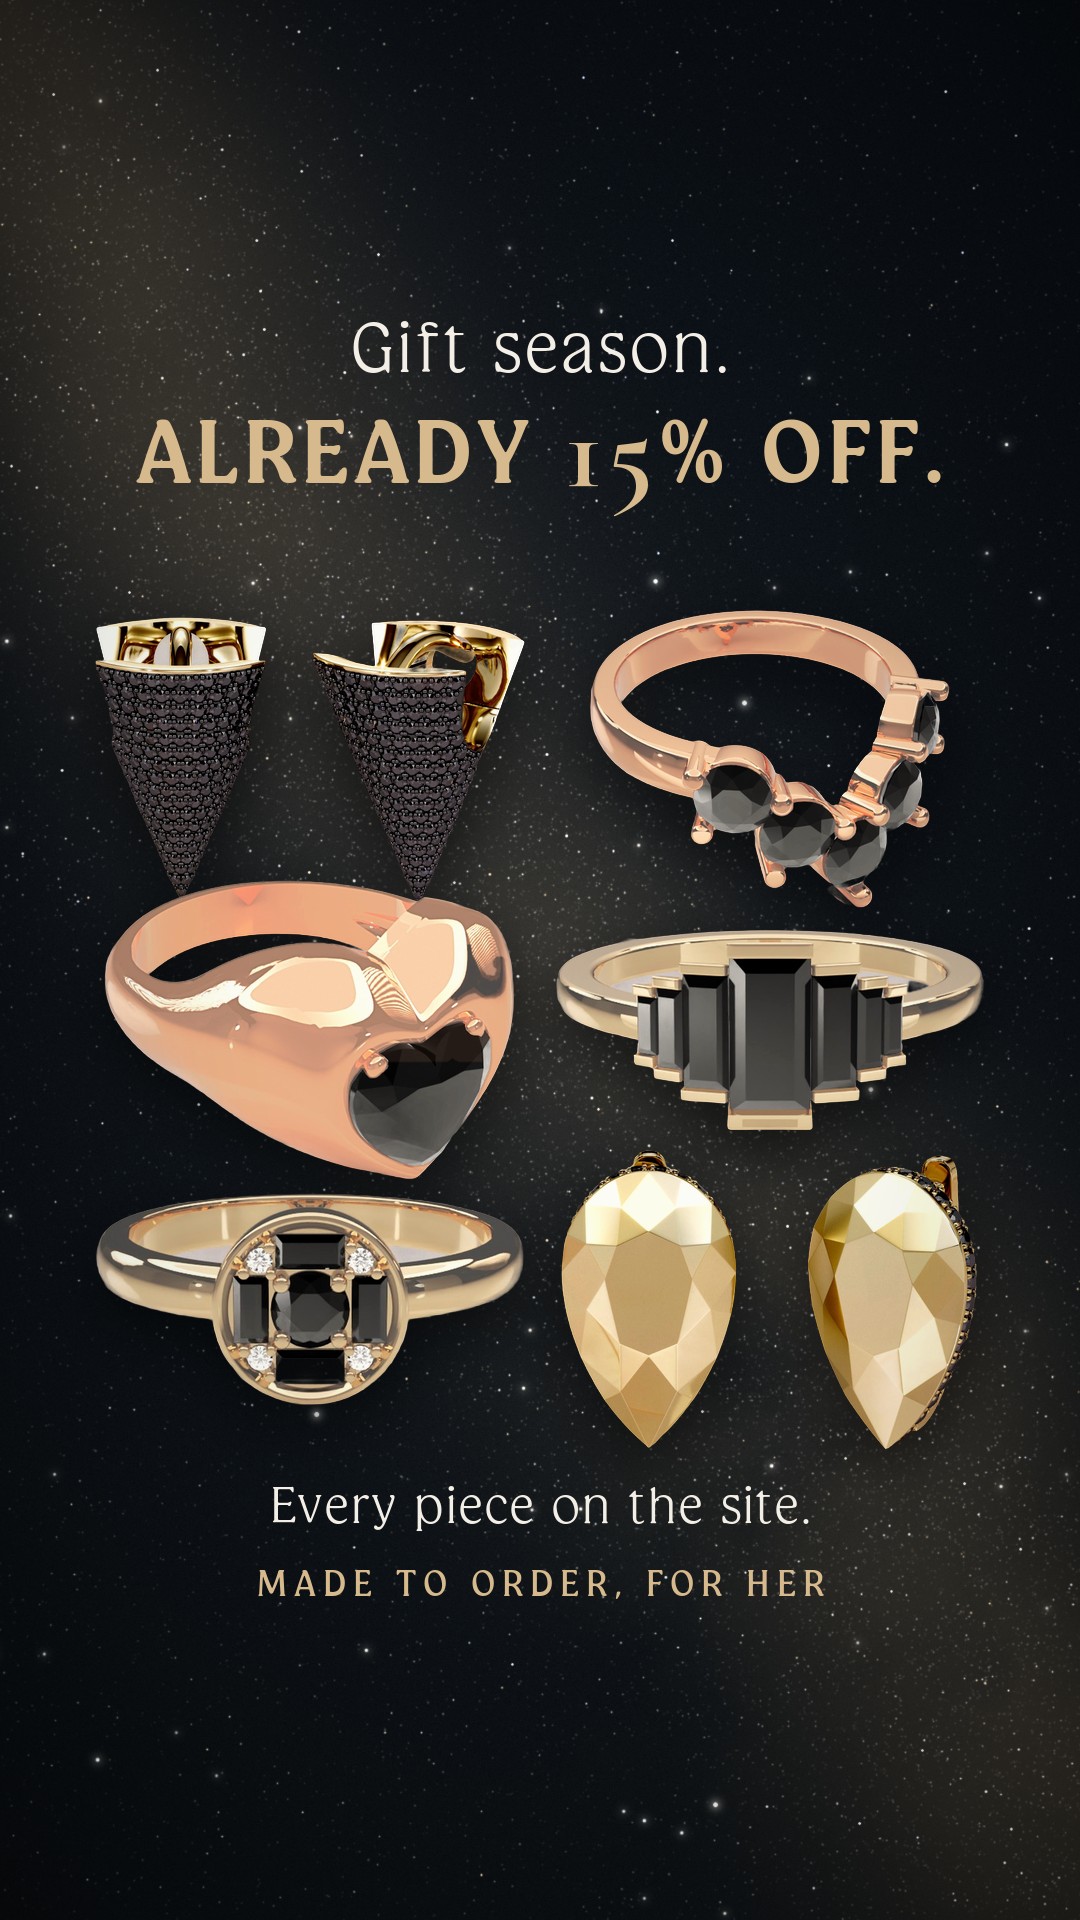 Gift season.
ALREADY 15% OFF.
Every piece on the site.
MADE TO ORDER, FOR HER